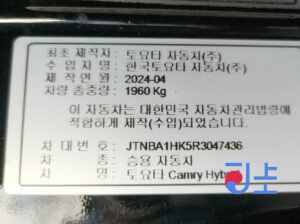 최초 제작자 : 토요타 자동차(주)
수 입 자 명 : 한국토요타 자동차(주)
제 작 연 월 : 2024-04
차량 총중량 : 1960 Kg
이 자동차는 대한민국 자동차관리법령에
적합하게 제작(수입)되었습니다.
차 대 번 호 : JTNBA1HK5R3047436
차 종 : 승용 자동차
차 명 : 토요타 Camry Hybrid